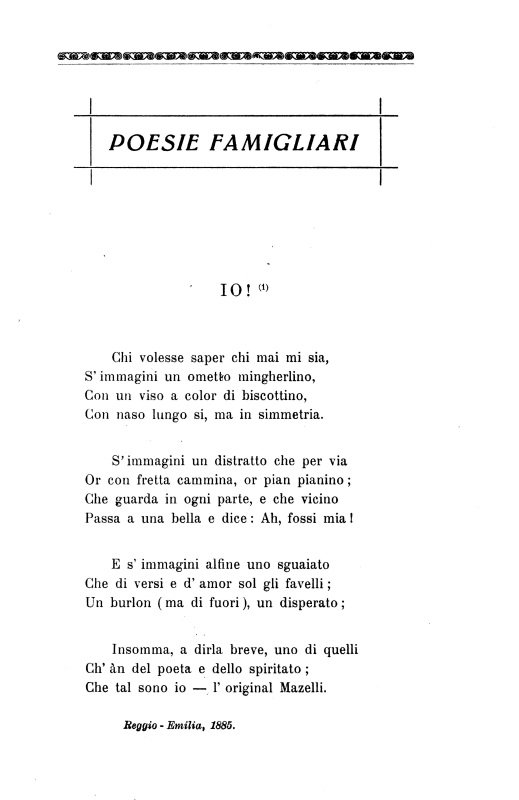 POESIE FAMIGLIARI
IO! (1)
Chi volesse saper chi mai mi sia,
S' immagini un ometto mingherlino,
Con un viso a color di biscottino,
Con naso lungo si, ma in simmetria.
S' immagini un distratto che per via
Or con fretta cammina, or pian pianino;
Che guarda in ogni parte, e che vicino
Passa a una bella e dice: Ah, fossi mia!
E s' immagini alfine uno sguaiato
Che di versi e d' amor sol gli favelli;
Un burlon (ma di fuori), un disperato;
Insomma, a dirla breve, uno di quelli
Ch' àn del poeta e dello spiritato;
Che tal sono io — l' original Mazelli.
Reggio - Emilia, 1885.